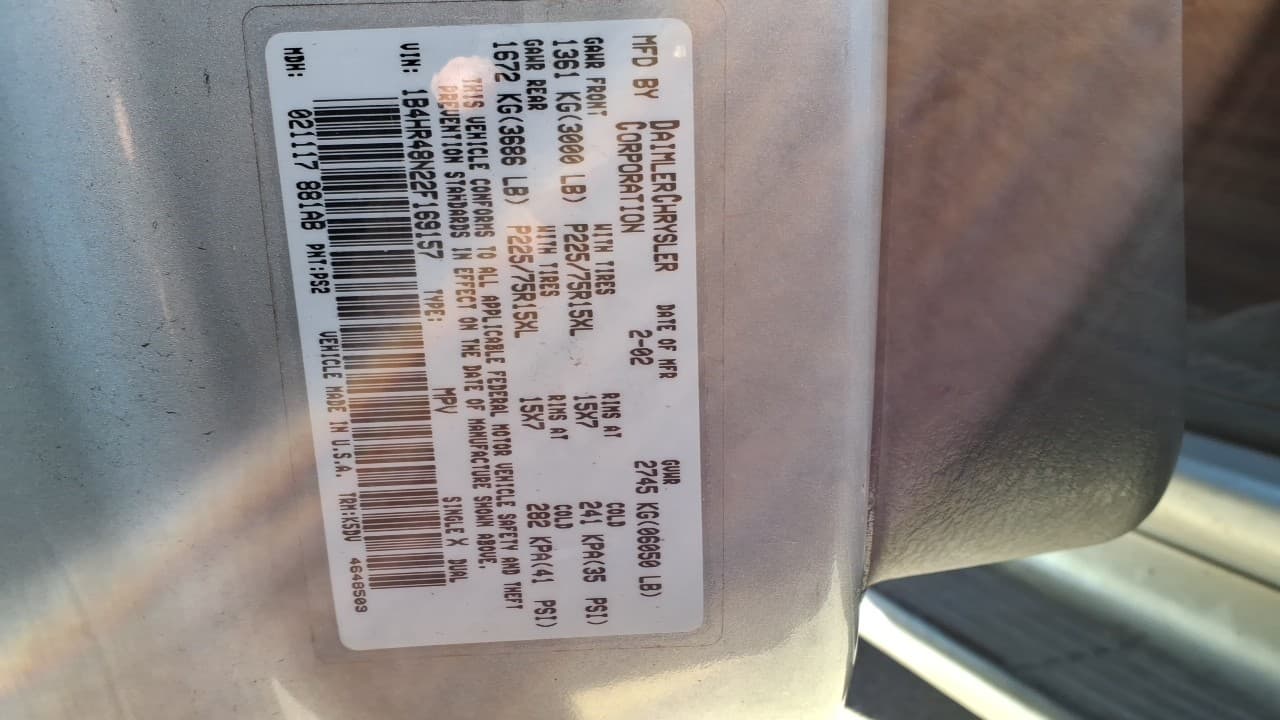 MFD BY DAIMLERCHRYSLER DATE OF MFR GVWR
CORPORATION 2-02 2745 KG(06050 LB)
GAWR FRONT WITH TIRES RIMS AT COLD
1361 KG(3000 LB) P225/75R15XL 15X7 241 KPA(35 PSI)
GAWR REAR WITH TIRES RIMS AT COLD
1672 KG(3686 LB) P225/75R15XL 15X7 282 KPA(41 PSI)
THIS VEHICLE CONFORMS TO ALL APPLICABLE FEDERAL MOTOR VEHICLE SAFETY AND THEFT
PREVENTION STANDARDS IN EFFECT ON THE DATE OF MANUFACTURE SHOWN ABOVE.
VIN: 1B4HR48N22F169157 TYPE: MPV SINGLE X DUAL
MDH: 021117 881AB PNT:PS2 VEHICLE MADE IN U.S.A. TRM:K5DV 4648503